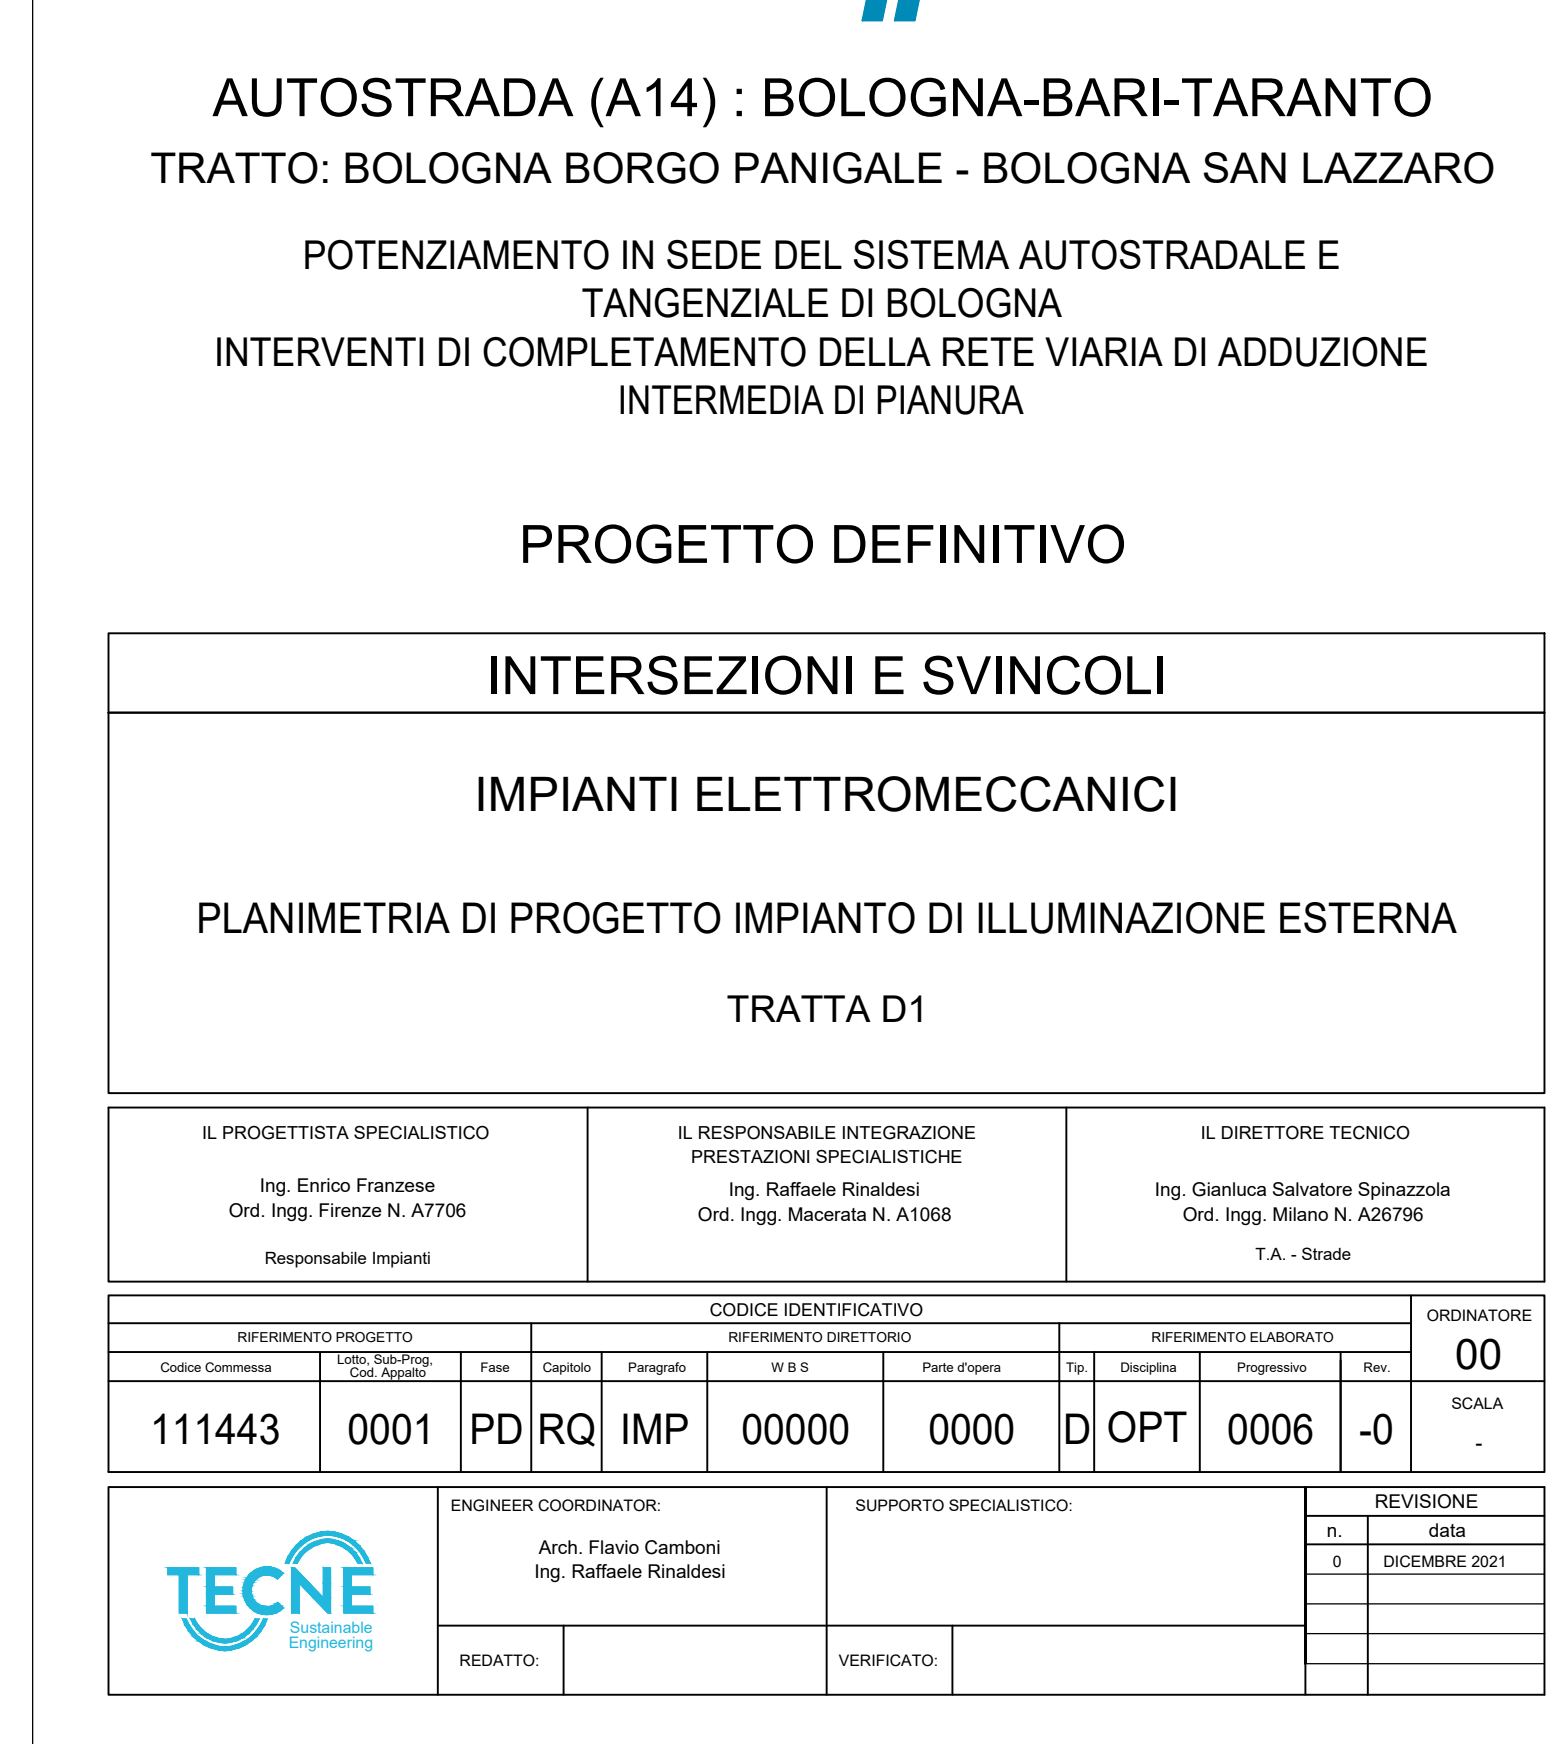 AUTOSTRADA (A14) : BOLOGNA-BARI-TARANTO
TRATTO: BOLOGNA BORGO PANIGALE - BOLOGNA SAN LAZZARO
POTENZIAMENTO IN SEDE DEL SISTEMA AUTOSTRADALE E
TANGENZIALE DI BOLOGNA
INTERVENTI DI COMPLETAMENTO DELLA RETE VIARIA DI ADDUZIONE
INTERMEDIA DI PIANURA
PROGETTO DEFINITIVO
INTERSEZIONI E SVINCOLI
IMPIANTI ELETTROMECCANICI
PLANIMETRIA DI PROGETTO IMPIANTO DI ILLUMINAZIONE ESTERNA
TRATTA D1
IL PROGETTISTA SPECIALISTICO
Ing. Enrico Franzese
Ord. Ingg. Firenze N. A7706
Responsabile Impianti
IL RESPONSABILE INTEGRAZIONE
PRESTAZIONI SPECIALISTICHE
Ing. Raffaele Rinaldesi
Ord. Ingg. Macerata N. A1068
IL DIRETTORE TECNICO
Ing. Gianluca Salvatore Spinazzola
Ord. Ingg. Milano N. A26796
T.A. - Strade
CODICE IDENTIFICATIVO
RIFERIMENTO PROGETTO RIFERIMENTO DIRETTORIO RIFERIMENTO ELABORATO
Codice Commessa Lotto, Sub-Prog, Cod. Appalto Fase Capitolo Paragrafo W B S Parte d'opera Tip. Disciplina Progressivo Rev.
111443 0001 PD RQ IMP 00000 0000 D OPT 0006 -0
ORDINATORE
00
SCALA
-
TECNE
Sustainable
Engineering
ENGINEER COORDINATOR:
Arch. Flavio Camboni
Ing. Raffaele Rinaldesi
SUPPORTO SPECIALISTICO:
REDATTO:
VERIFICATO:
REVISIONE
n. data
0 DICEMBRE 2021